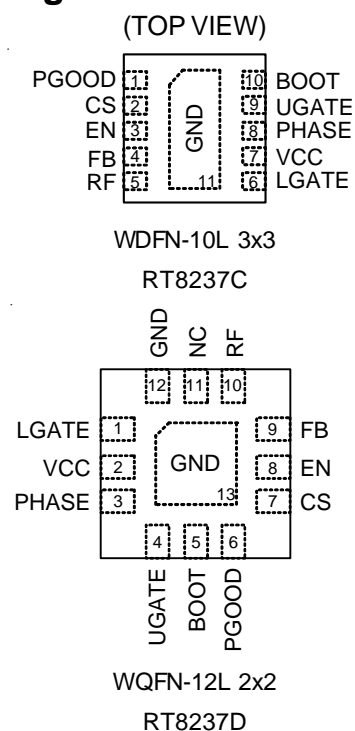 (TOP VIEW)
PGOOD 1 10 BOOT
CS 2 9 UGATE
EN 3 GND 8 PHASE
FB 4 7 VCC
RF 5 11 6 LGATE
WDFN-10L 3x3
RT8237C
GND NC RF
12 11 10
LGATE 1 9 FB
VCC 2 GND 8 EN
PHASE 3 13 7 CS
4 5 6
UGATE BOOT PGOOD
WQFN-12L 2x2
RT8237D